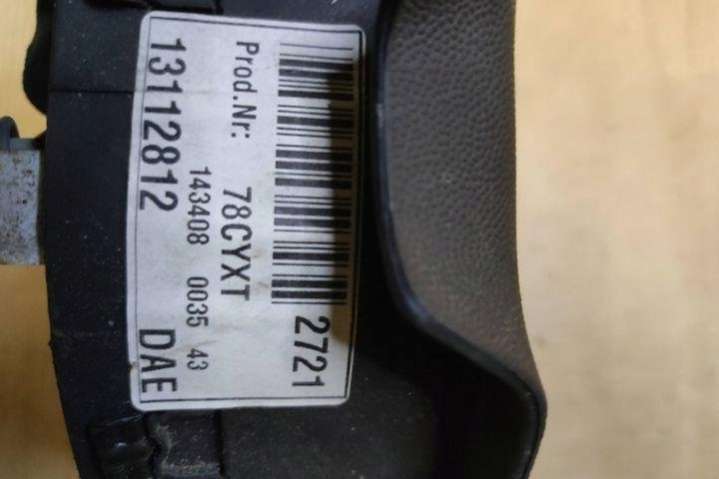 2721
Prod.Nr: 78CYXT
143408 0035 43
13112812 DAE